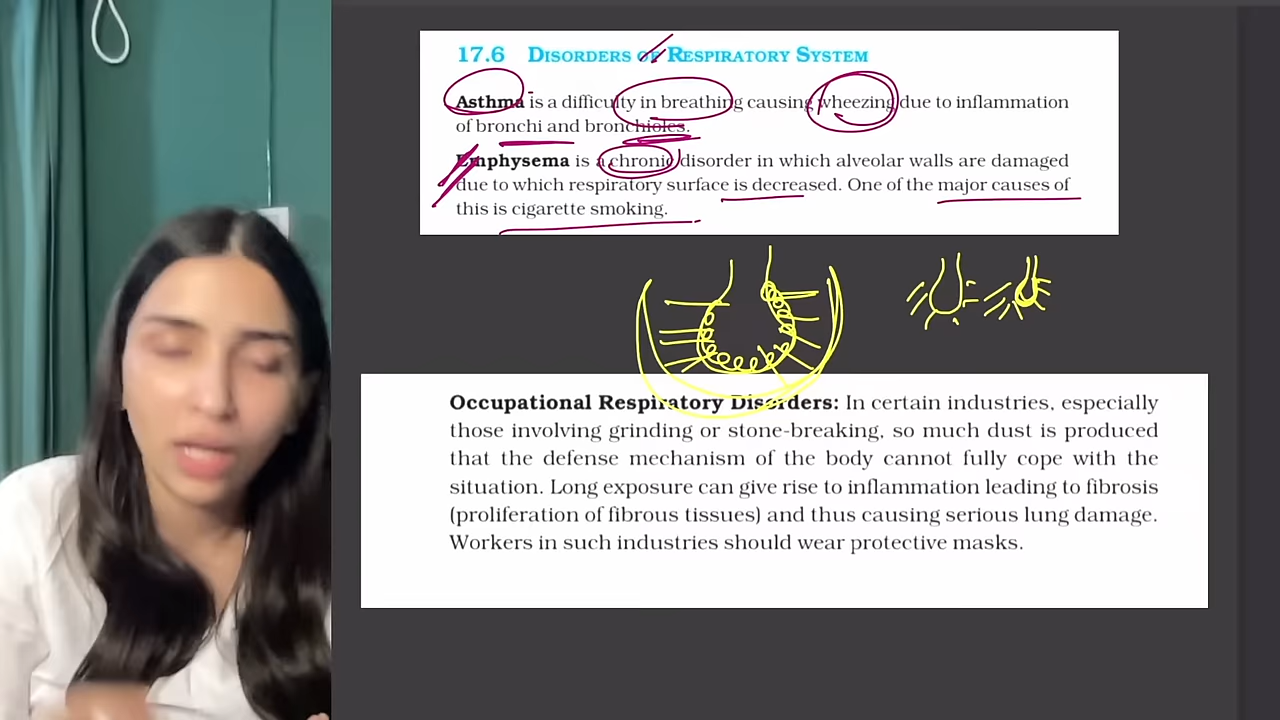 17.6 DISORDERS OF RESPIRATORY SYSTEM
Asthma is a difficulty in breathing causing wheezing due to inflammation
of bronchi and bronchioles.
Emphysema is a chronic disorder in which alveolar walls are damaged
due to which respiratory surface is decreased. One of the major causes of
this is cigarette smoking.
Occupational Respiratory Disorders: In certain industries, especially
those involving grinding or stone-breaking, so much dust is produced
that the defense mechanism of the body cannot fully cope with the
situation. Long exposure can give rise to inflammation leading to fibrosis
(proliferation of fibrous tissues) and thus causing serious lung damage.
Workers in such industries should wear protective masks.